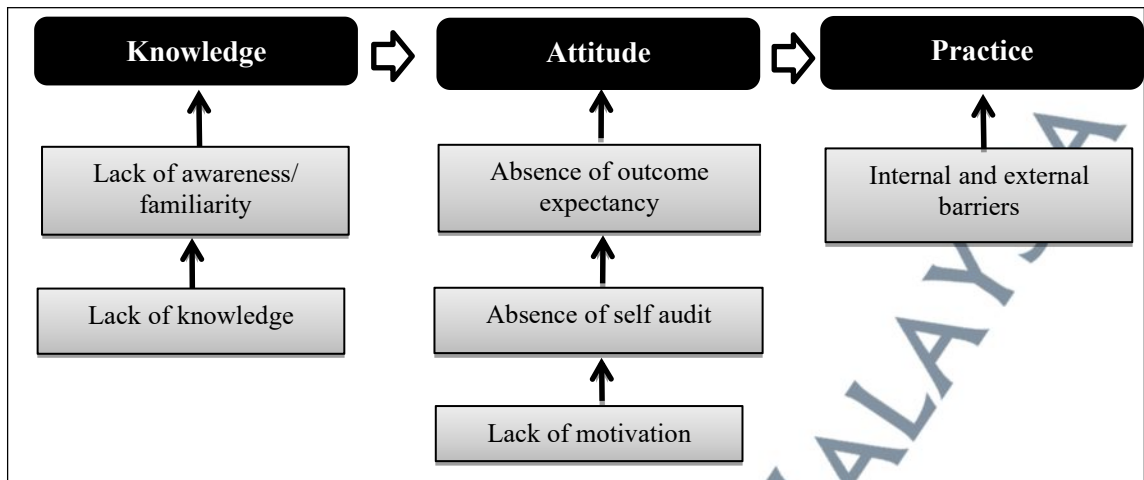 Knowledge
Attitude
Practice
Lack of awareness/
familiarity
Lack of knowledge
Absence of outcome
expectancy
Absence of self audit
Lack of motivation
Internal and external
barriers
ALAYSIA